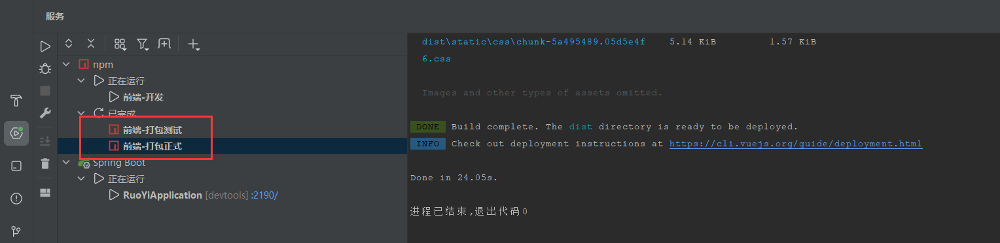 服务
npm
正在运行
前端-开发
已完成
前端-打包测试
前端-打包正式
Spring Boot
正在运行
RuoYiApplication [devtools] :2190/
dist\static\css\chunk-5a495489.05d5e4f 5.14 KiB 1.57 KiB
6.css
Images and other types of assets omitted.
DONE Build complete. The dist directory is ready to be deployed.
INFO Check out deployment instructions at https://cli.vuejs.org/guide/deployment.html
Done in 24.05s.
进程已结束,退出代码0